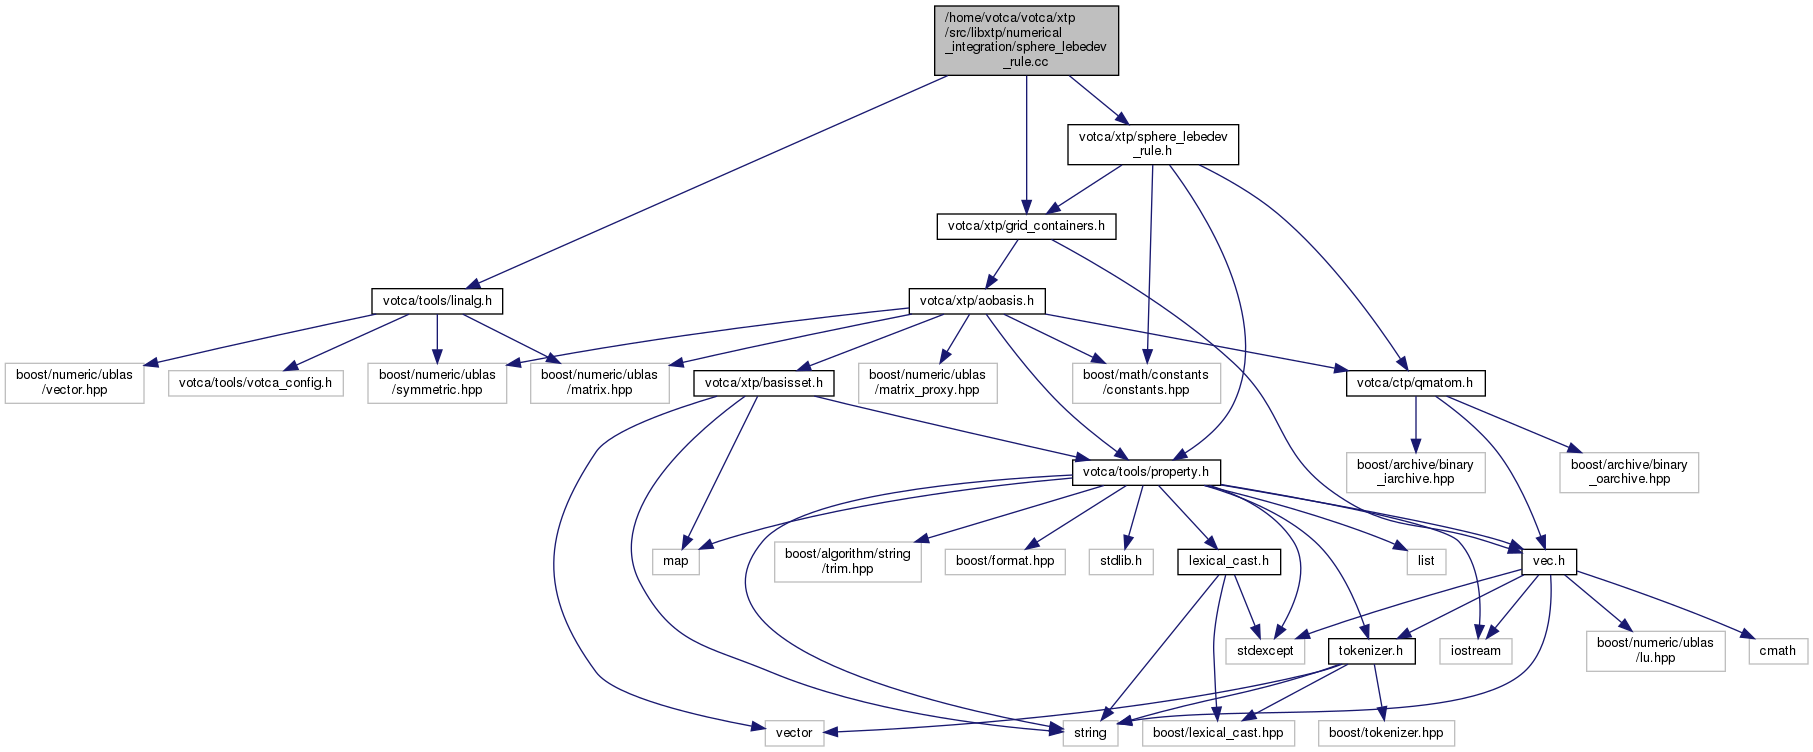 /home/votca/votca/xtp
/src/libxtp/numerical
_integration/sphere_lebedev
_rule.cc
votca/xtp/sphere_lebedev
_rule.h
votca/xtp/grid_containers.h
votca/tools/linalg.h
votca/xtp/aobasis.h
boost/numeric/ublas
/vector.hpp
votca/tools/votca_config.h
boost/numeric/ublas
/symmetric.hpp
boost/numeric/ublas
/matrix.hpp
votca/xtp/basisset.h
boost/numeric/ublas
/matrix_proxy.hpp
boost/math/constants
/constants.hpp
votca/ctp/qmatom.h
votca/tools/property.h
boost/archive/binary
_iarchive.hpp
boost/archive/binary
_oarchive.hpp
map
boost/algorithm/string
/trim.hpp
boost/format.hpp
stdlib.h
lexical_cast.h
list
vec.h
stdexcept
tokenizer.h
iostream
boost/numeric/ublas
/lu.hpp
cmath
vector
string
boost/lexical_cast.hpp
boost/tokenizer.hpp